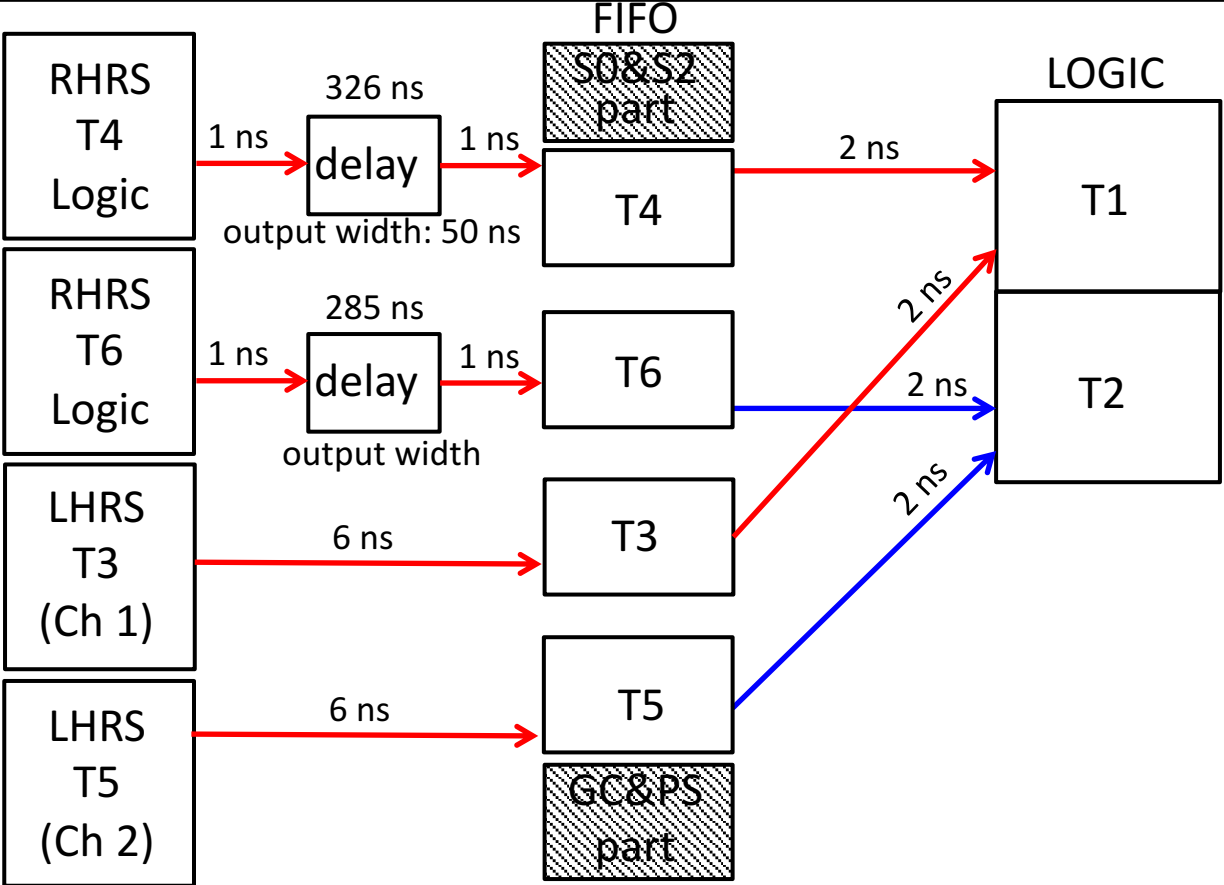 FIFO
S0&S2
part
LOGIC
RHRS
T4
Logic
1 ns
326 ns
delay
output width: 50 ns
1 ns
T4
2 ns
T1
RHRS
T6
Logic
1 ns
285 ns
delay
output width
1 ns
T6
2 ns
2 ns
T2
LHRS
T3
(Ch 1)
6 ns
T3
2 ns
LHRS
T5
(Ch 2)
6 ns
T5
GC&PS
part